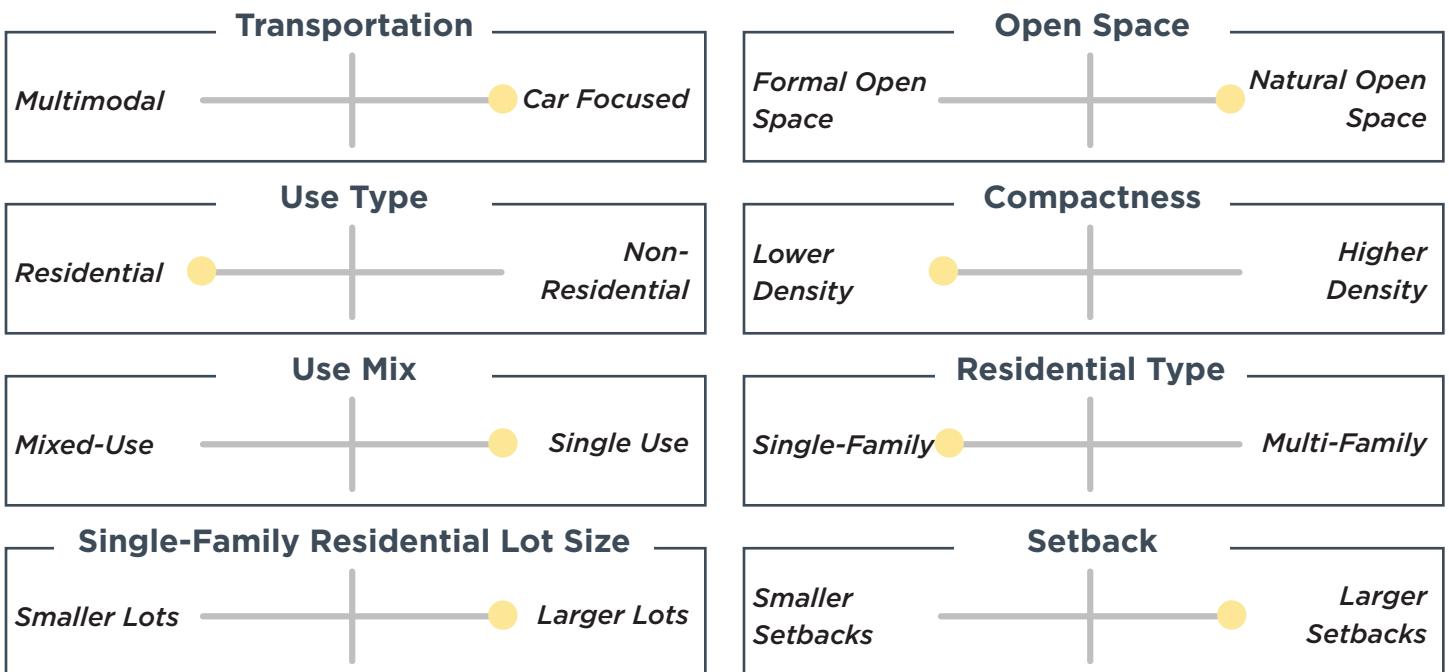 Transportation
Multimodal
Car Focused
Open Space
Formal Open
Space
Natural Open
Space
Use Type
Residential
Non-
Residential
Compactness
Lower
Density
Higher
Density
Use Mix
Mixed-Use
Single Use
Residential Type
Single-Family
Multi-Family
Single-Family Residential Lot Size
Smaller Lots
Larger Lots
Setback
Smaller
Setbacks
Larger
Setbacks